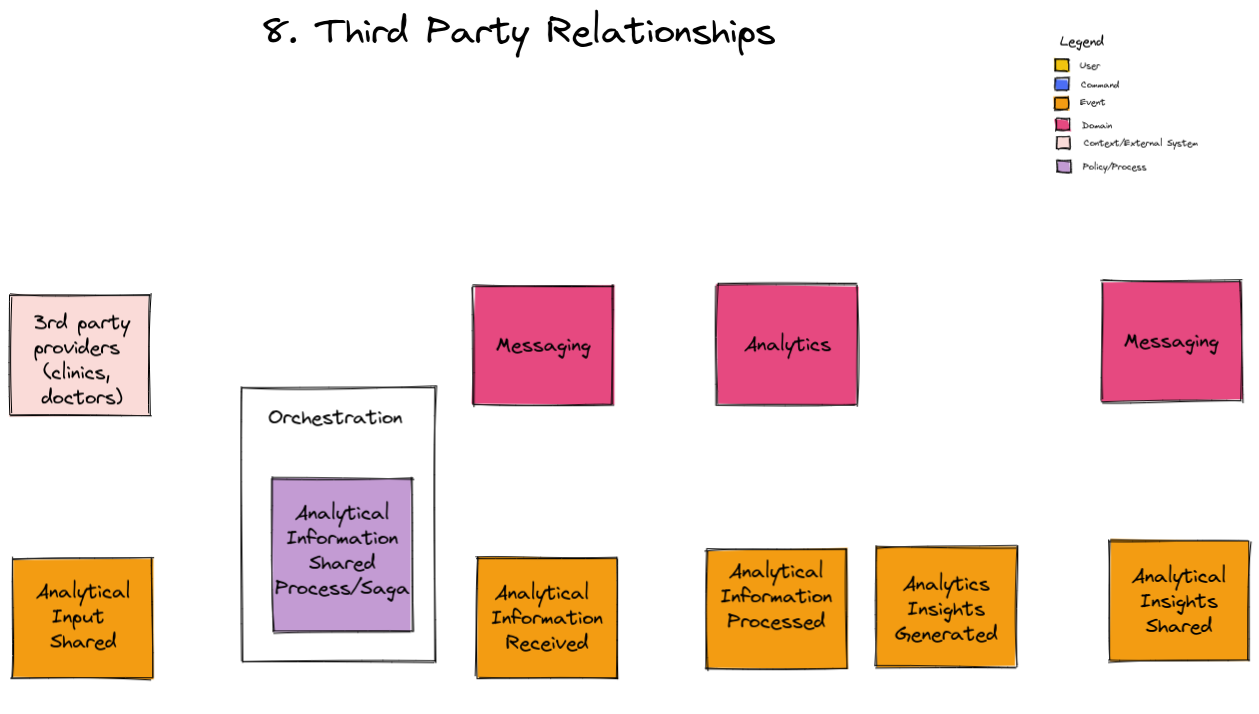 8. Third Party Relationships
Legend
User
Command
Event
Domain
Context/External System
Policy/Process
3rd party
providers
(clinics,
doctors)
Orchestration
Messaging
Analytics
Messaging
Analytical
Input
Shared
Analytical
Information
Shared
Process/Saga
Analytical
Information
Received
Analytical
Information
Processed
Analytics
Insights
Generated
Analytical
Insights
Shared